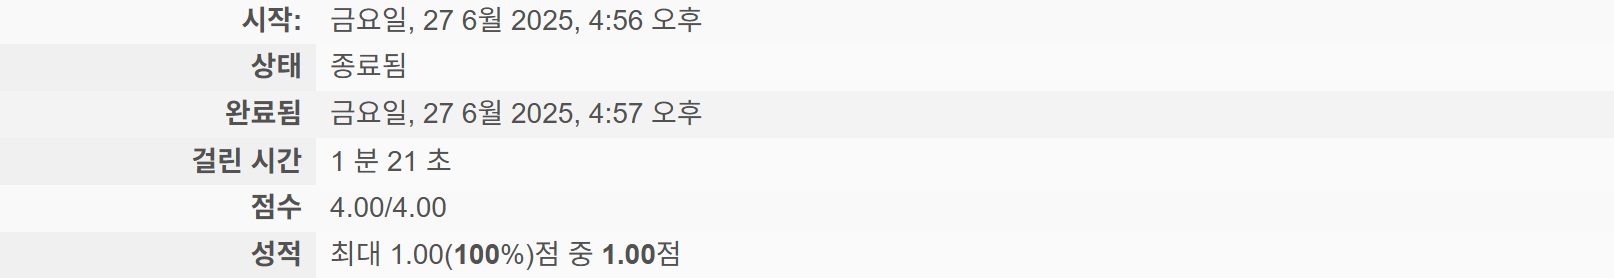 시작: 금요일, 27 6월 2025, 4:56 오후
상태 종료됨
완료됨 금요일, 27 6월 2025, 4:57 오후
걸린 시간 1 분 21 초
점수 4.00/4.00
성적 최대 1.00(100%)점 중 1.00점